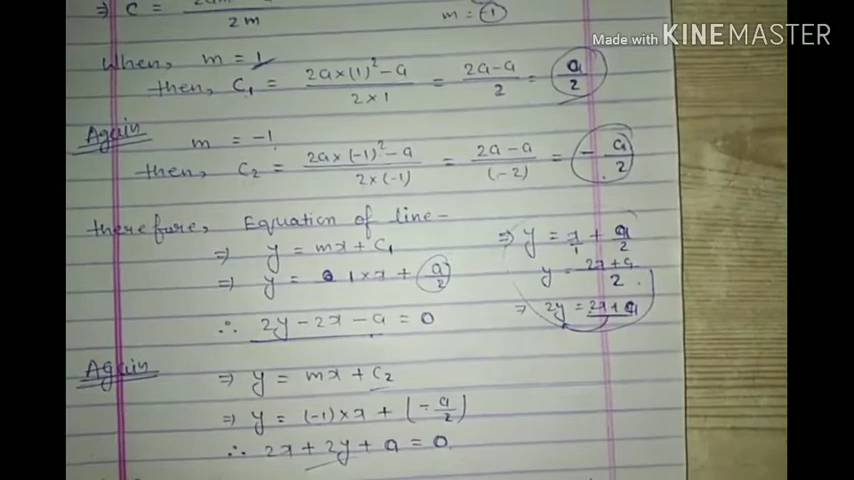 ⇒ c = / 2m
m = -1
Made with KINEMASTER
When, m = 1
then, C₁ = 2a×(1)² - a / 2×1 = 2a-a / 2 = a/2
Again m = -1
then, C₂ = 2a×(-1)² - a / 2×(-1) = 2a-a / (-2) = - a/2
therefore, Equation of line-
⇒ y = mx + C₁
⇒ y = 1×x + a/2
∴ 2y - 2x - a = 0
⇒ y = x/1 + a/2
y = 2x+a / 2
⇒ 2y = 2x + a
Again ⇒ y = mx + C₂
⇒ y = (-1)×x + (-a/2)
∴ 2x + 2y + a = 0